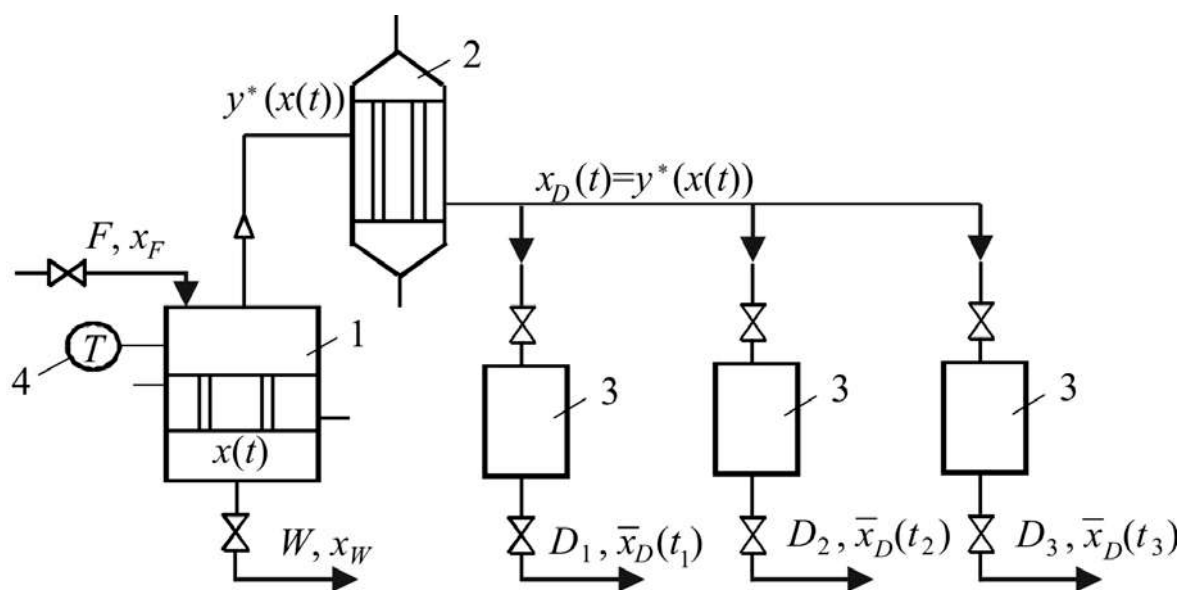 2
y*(x(t))
x_D(t)=y*(x(t))
F, x_F
1
T
4
3
3
3
x(t)
W, x_W
D_1, x̅_D(t_1)
D_2, x̅_D(t_2)
D_3, x̅_D(t_3)